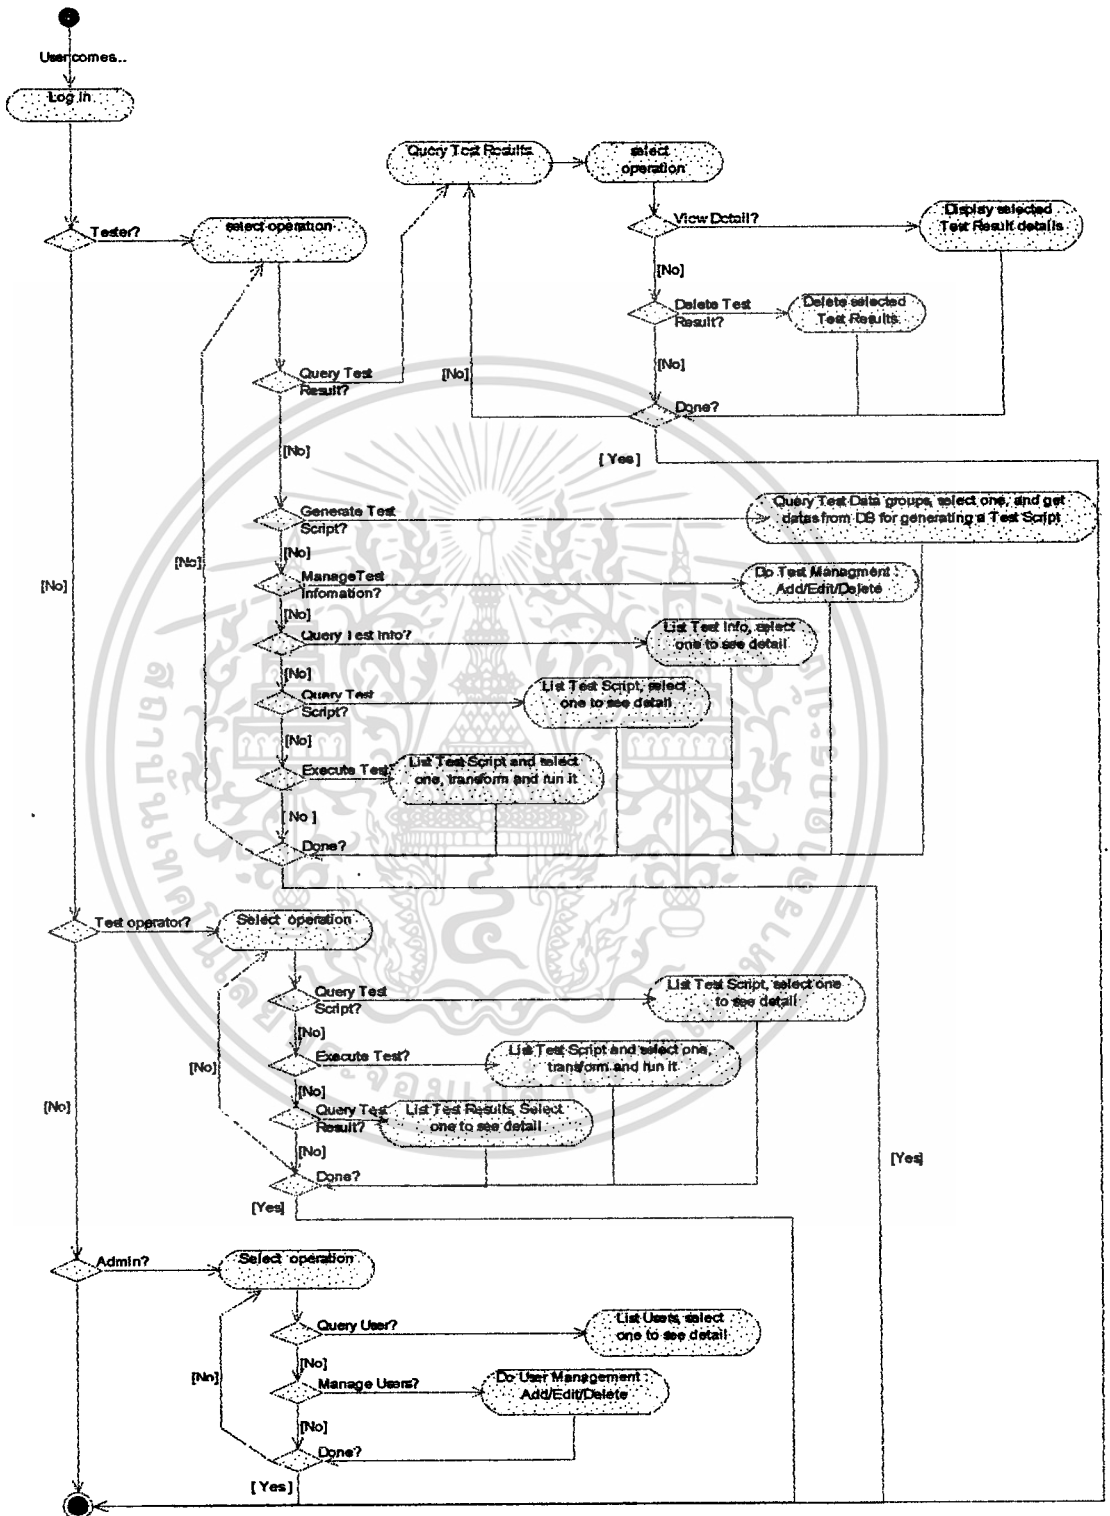 User comes...
Log in
Query Test Results
select
operation
Tester?
select operation
View Detail?
Display selected
Test Result details
[No]
Delete Test
Result?
Delete selected
Test Results
[No]
Query Test
Result?
[No]
Done?
[No]
[ Yes ]
Generate Test
Script?
Query Test Data groups, select one, and get
datas from DB for generating a Test Script
[No]
[No]
[No]
Manage Test
Infomation?
Do Test Managment :
Add/Edit/Delete
[No]
Query Test Info?
List Test Info, select
one to see detail
[No]
Query Test
Script?
List Test Script, select
one to see detail
[No]
Execute Test
List Test Script and select
one, transform and run it
[ No ]
Done?
Test operator?
Select operation
Query Test
Script?
List Test Script, select one
to see detail
[No]
[No]
Execute Test?
List Test Script and select one,
transform and run it
[No]
[No]
Query Test
Result?
List Test Results, Select
one to see detail
[No]
Done?
[Yes]
[Yes]
Admin?
Select operation
Query User?
List Users, select
one to see detail
[No]
[No]
Manage Users?
Do User Management :
Add/Edit/Delete
[No]
Done?
[ Yes ]